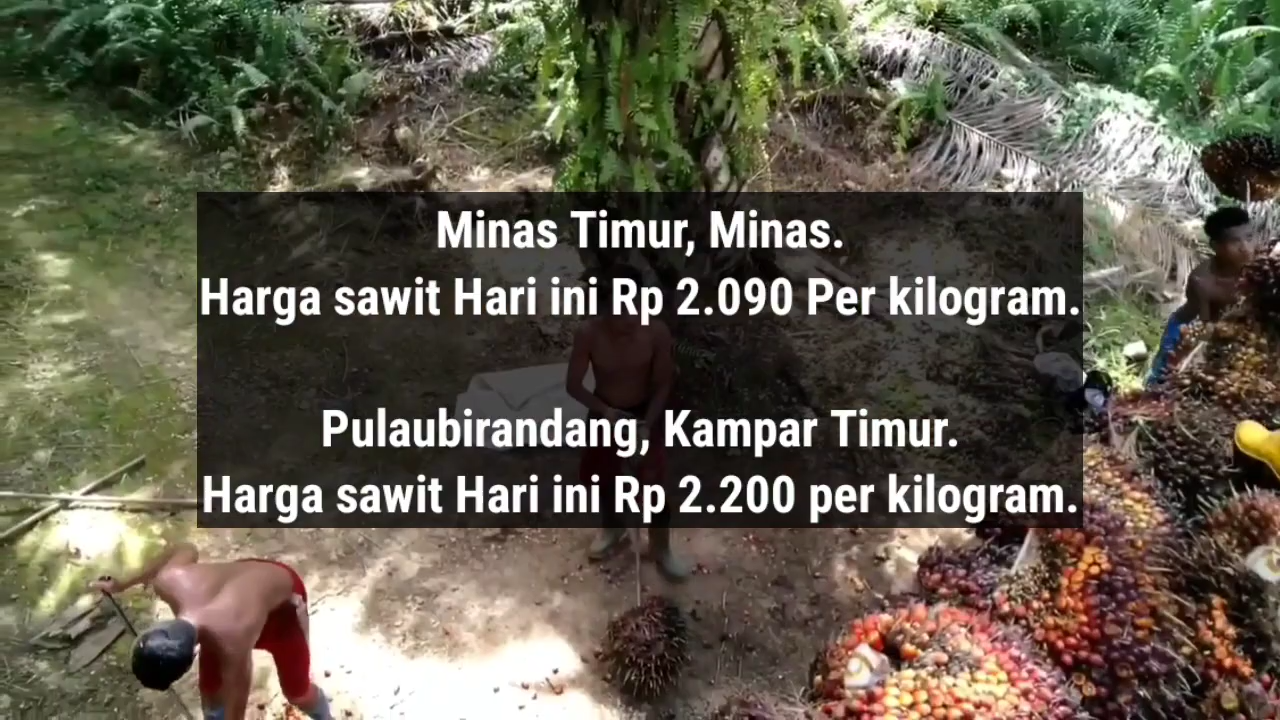 Minas Timur, Minas.
Harga sawit Hari ini Rp 2.090 Per kilogram.
Pulaubirandang, Kampar Timur.
Harga sawit Hari ini Rp 2.200 per kilogram.